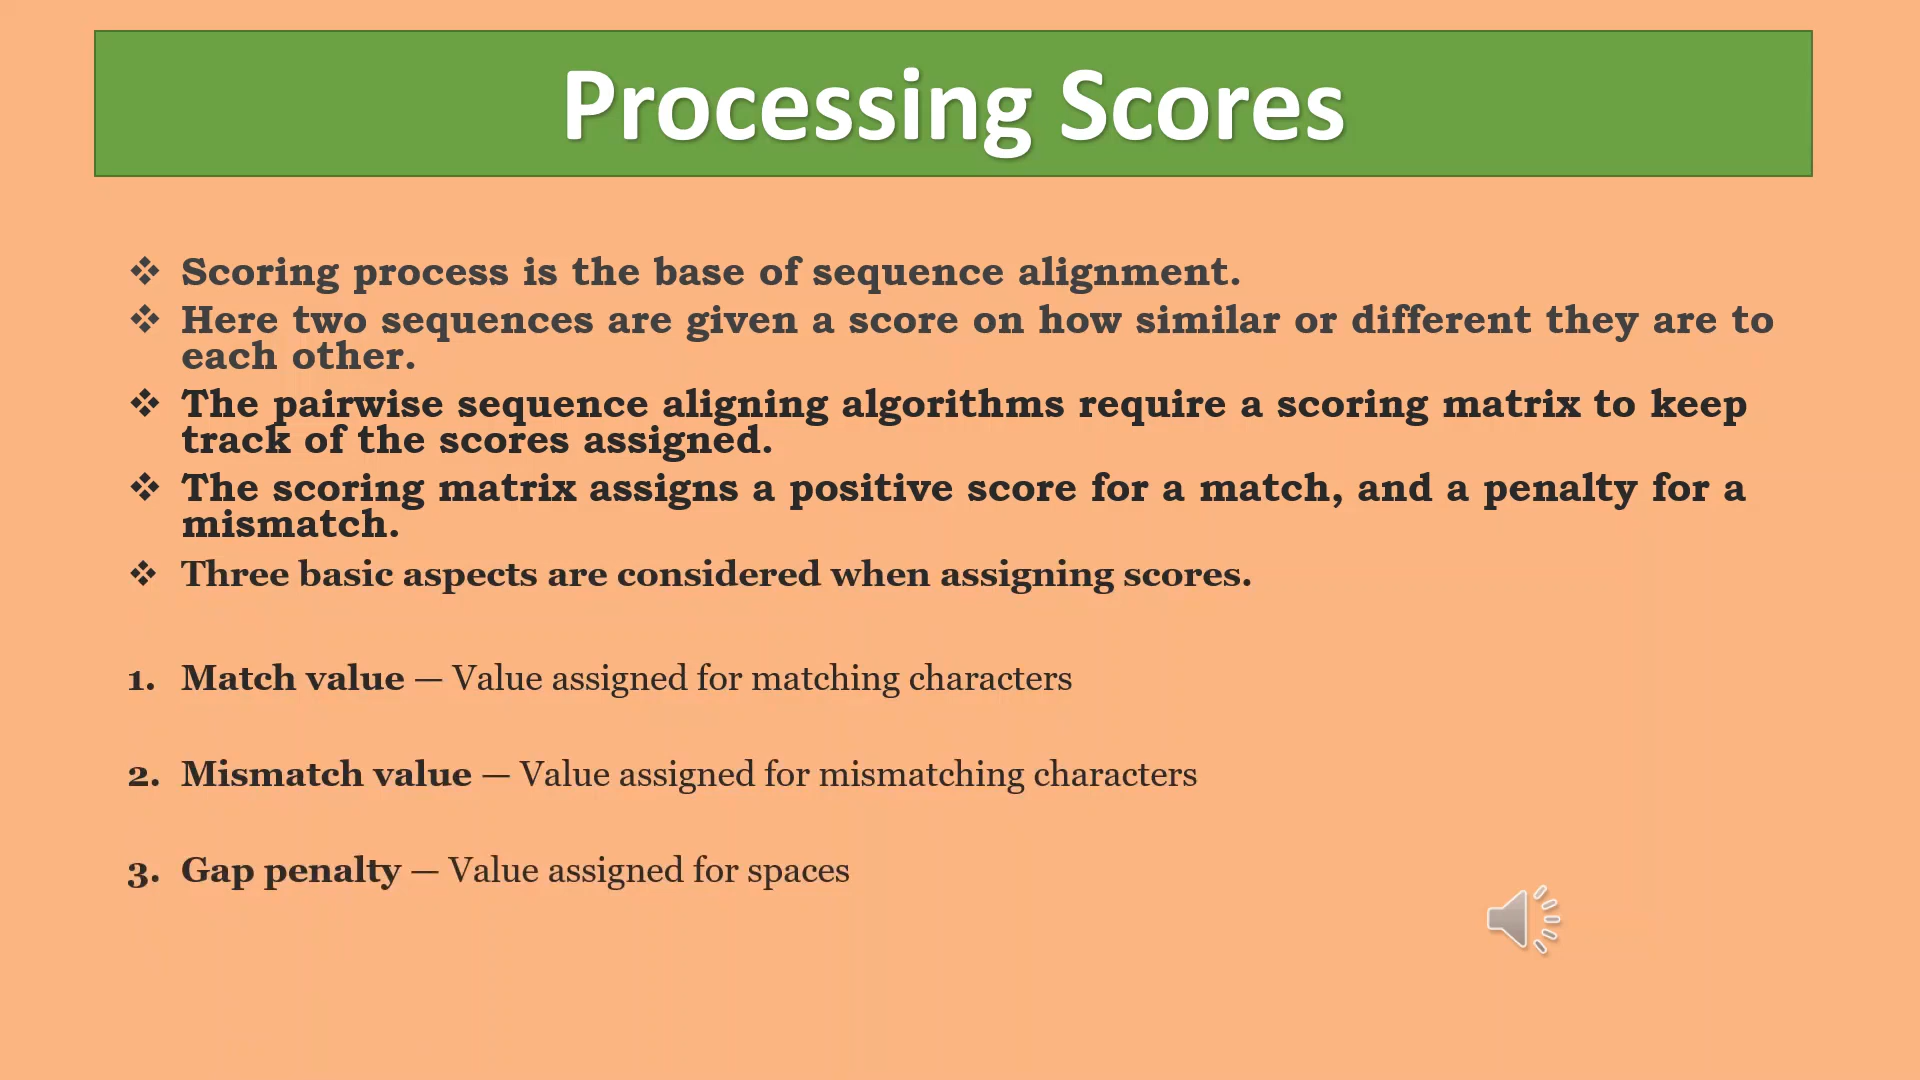 Processing Scores
❖ Scoring process is the base of sequence alignment.
❖ Here two sequences are given a score on how similar or different they are to
each other.
❖ The pairwise sequence aligning algorithms require a scoring matrix to keep
track of the scores assigned.
❖ The scoring matrix assigns a positive score for a match, and a penalty for a
mismatch.
❖ Three basic aspects are considered when assigning scores.
1. Match value — Value assigned for matching characters
2. Mismatch value — Value assigned for mismatching characters
3. Gap penalty — Value assigned for spaces